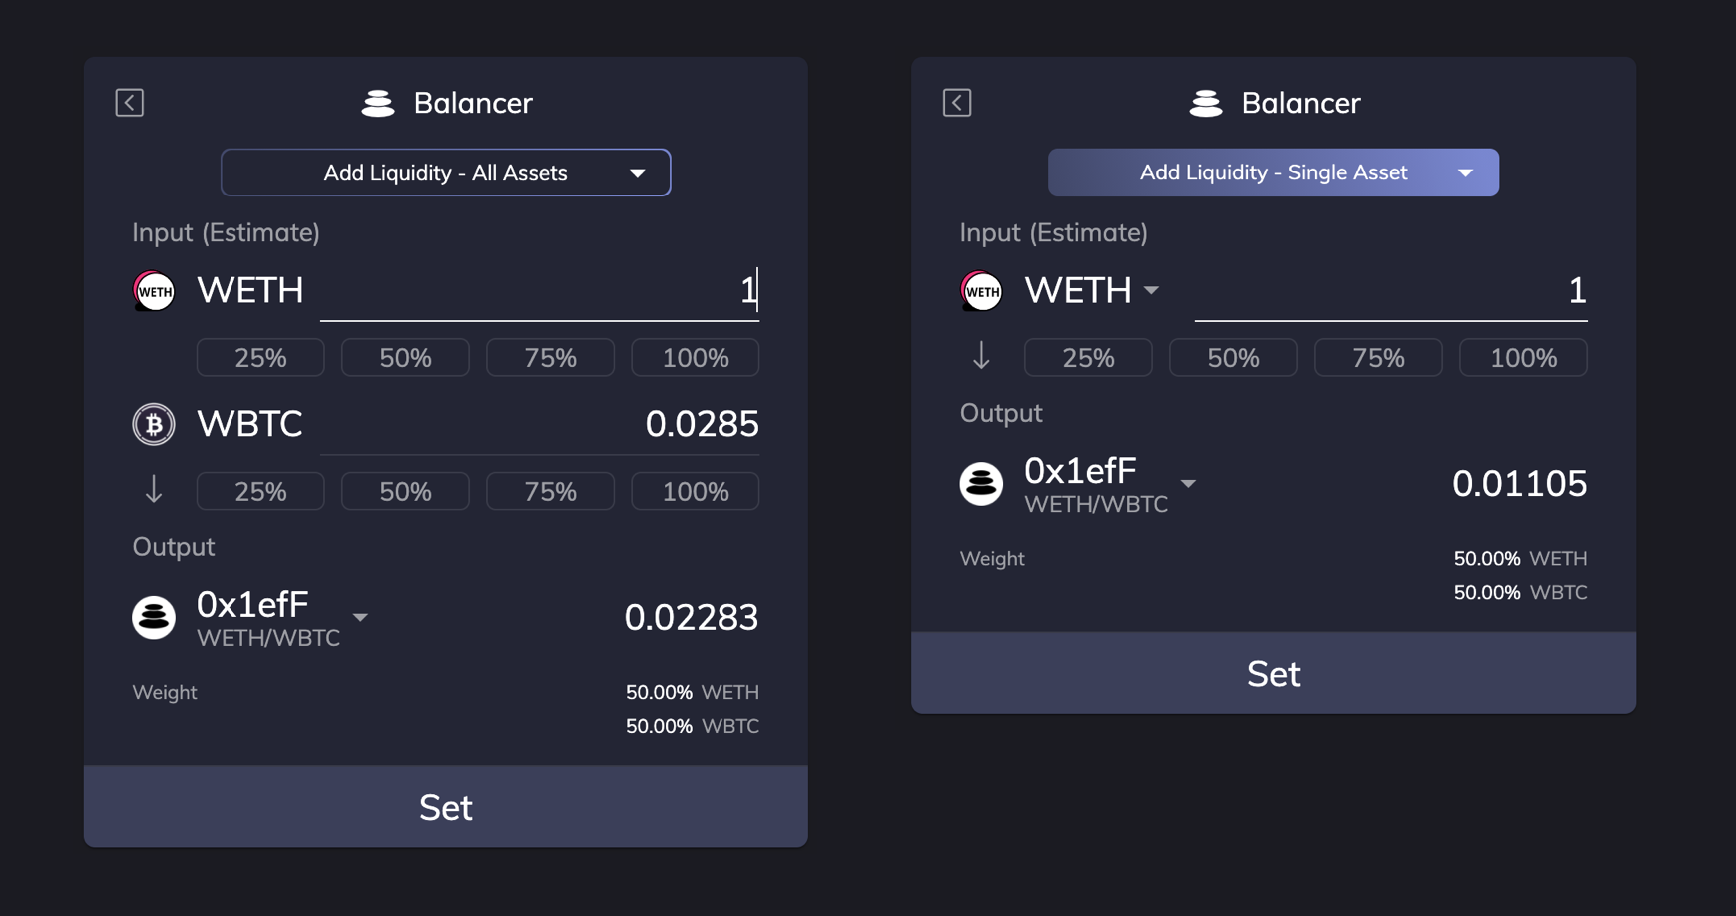 Balancer
Add Liquidity - All Assets
Input (Estimate)
WETH WETH 1
25% 50% 75% 100%
WBTC 0.0285
25% 50% 75% 100%
Output
0x1efF 0.02283
WETH/WBTC
Weight 50.00% WETH
50.00% WBTC
Set
Balancer
Add Liquidity - Single Asset
Input (Estimate)
WETH WETH 1
25% 50% 75% 100%
Output
0x1efF 0.01105
WETH/WBTC
Weight 50.00% WETH
50.00% WBTC
Set